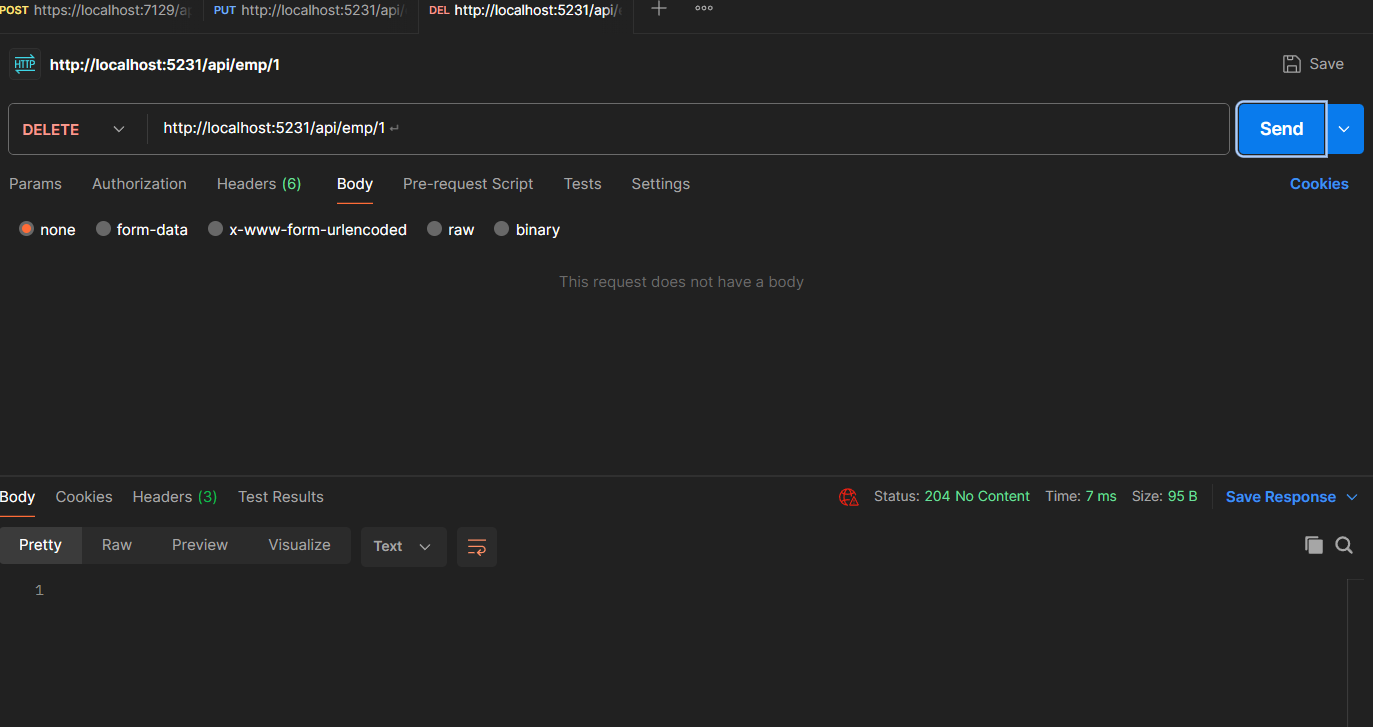 POST https://localhost:7129/ap PUT http://localhost:5231/api/ DEL http://localhost:5231/api/
HTTP http://localhost:5231/api/emp/1 Save
DELETE http://localhost:5231/api/emp/1 Send
Params Authorization Headers (6) Body Pre-request Script Tests Settings Cookies
none form-data x-www-form-urlencoded raw binary
This request does not have a body
Body Cookies Headers (3) Test Results Status: 204 No Content Time: 7 ms Size: 95 B Save Response
Pretty Raw Preview Visualize Text
1